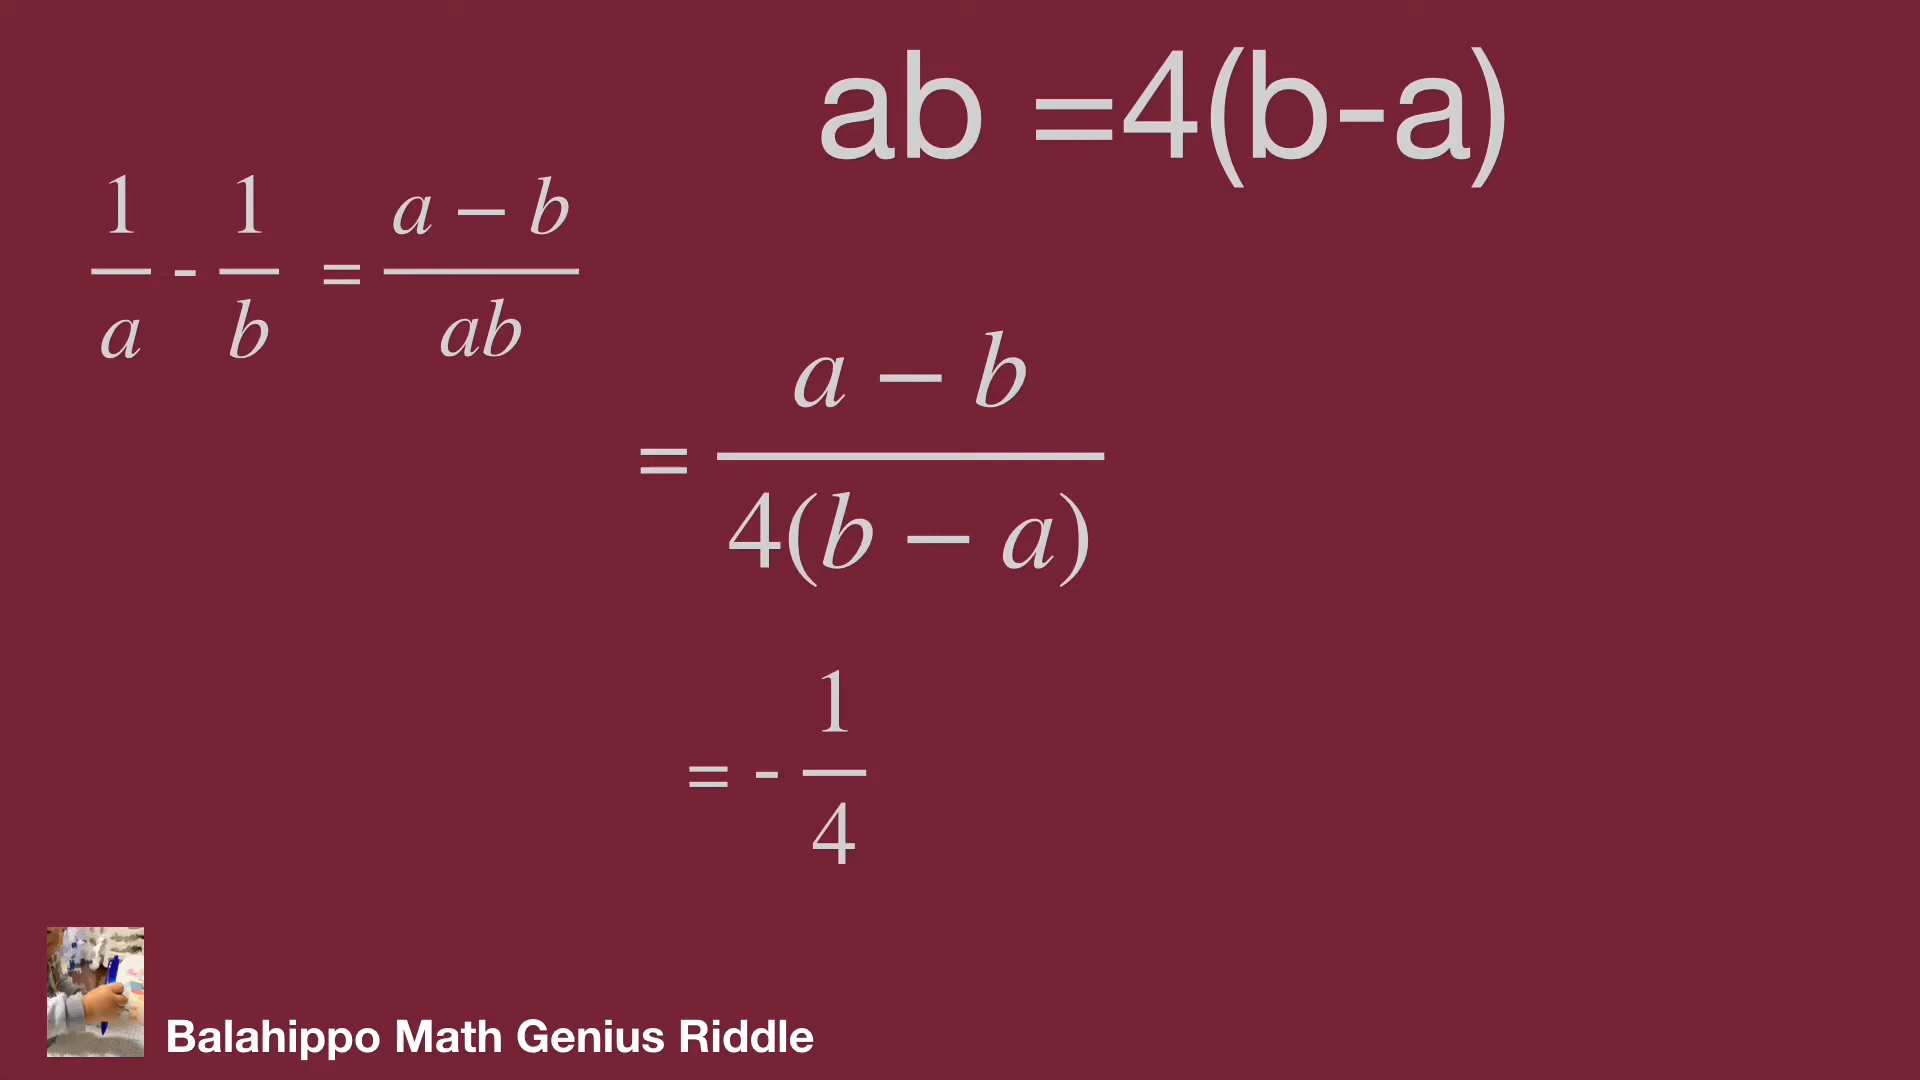 ab =4(b-a)
1/a - 1/b = a − b/ab
= a − b/4(b − a)
= - 1/4
Balahippo Math Genius Riddle